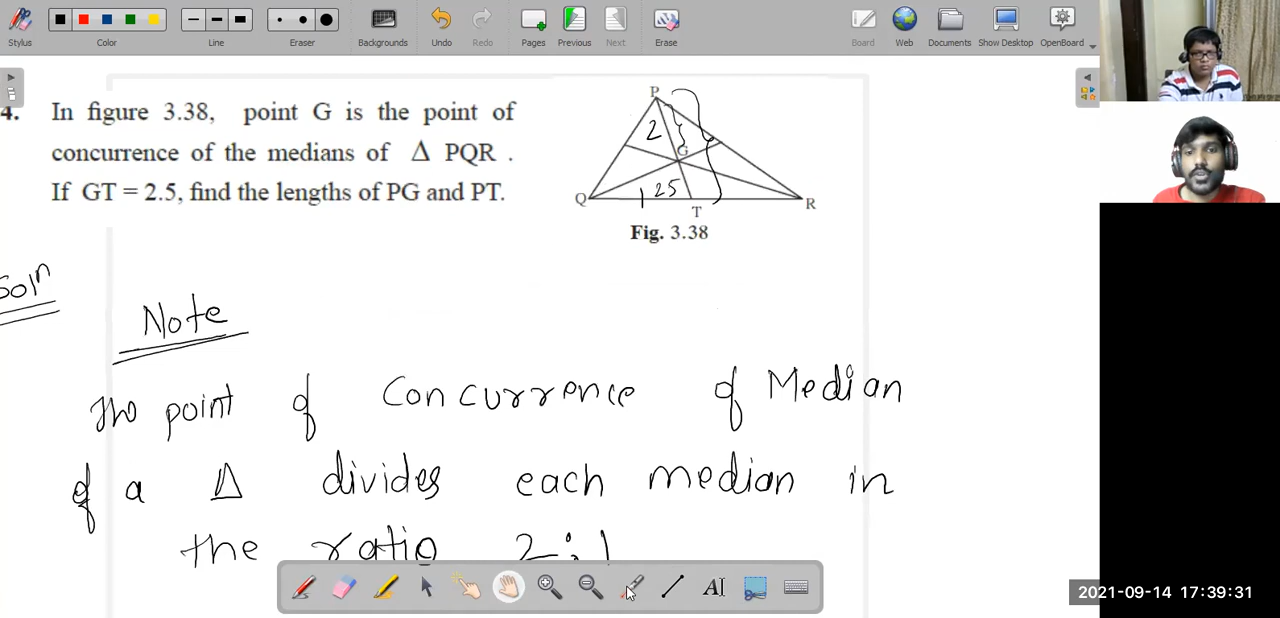 Stylus
Color
Line
Eraser
Backgrounds
Undo
Redo
Pages
Previous
Next
Erase
Board
Web
Documents
Show Desktop
OpenBoard
4. In figure 3.38, point G is the point of
concurrence of the medians of Δ PQR .
If GT = 2.5, find the lengths of PG and PT.
P
2
G
1
25
Q
T
R
Fig. 3.38
Soln
Note
The point of Concurrence of Median
of a Δ divides each median in
the ratio 2:1
2021-09-14 17:39:31